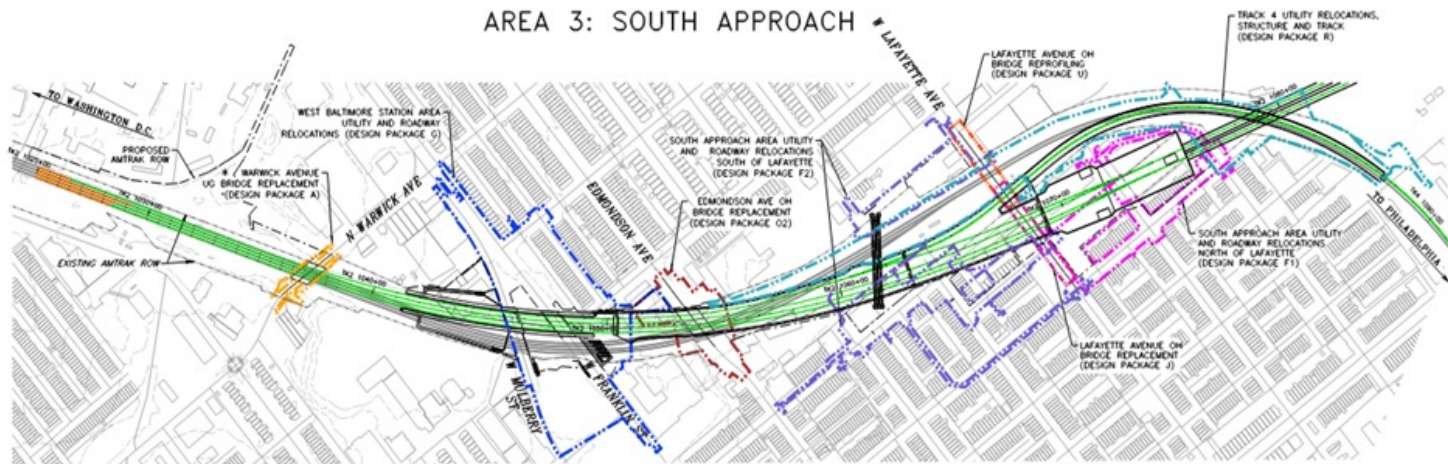 AREA 3: SOUTH APPROACH
TO WASHINGTON D.C.
PROPOSED
AMTRAK ROW
EXISTING AMTRAK ROW
* WARWICK AVENUE
UG BRIDGE REPLACEMENT
(DESIGN PACKAGE A)
N WARWICK AVE
WEST BALTIMORE STATION AREA
UTILITY AND ROADWAY
RELOCATIONS (DESIGN PACKAGE G)
W MULBERRY
ST
W FRANKLIN ST
EDMONDSON AVE
EDMONDSON AVE OH
BRIDGE REPLACEMENT
(DESIGN PACKAGE O2)
SOUTH APPROACH AREA UTILITY
AND ROADWAY RELOCATIONS
SOUTH OF LAFAYETTE
(DESIGN PACKAGE F2)
W LAFAYETTE AVE
LAFAYETTE AVENUE OH
BRIDGE REPROFILING
(DESIGN PACKAGE U)
TRACK 4 UTILITY RELOCATIONS,
STRUCTURE AND TRACK
(DESIGN PACKAGE R)
SOUTH APPROACH AREA UTILITY
AND ROADWAY RELOCATIONS
NORTH OF LAFAYETTE
(DESIGN PACKAGE F1)
LAFAYETTE AVENUE OH
BRIDGE REPLACEMENT
(DESIGN PACKAGE J)
TO PHILADELPHIA
TK2 1040+00